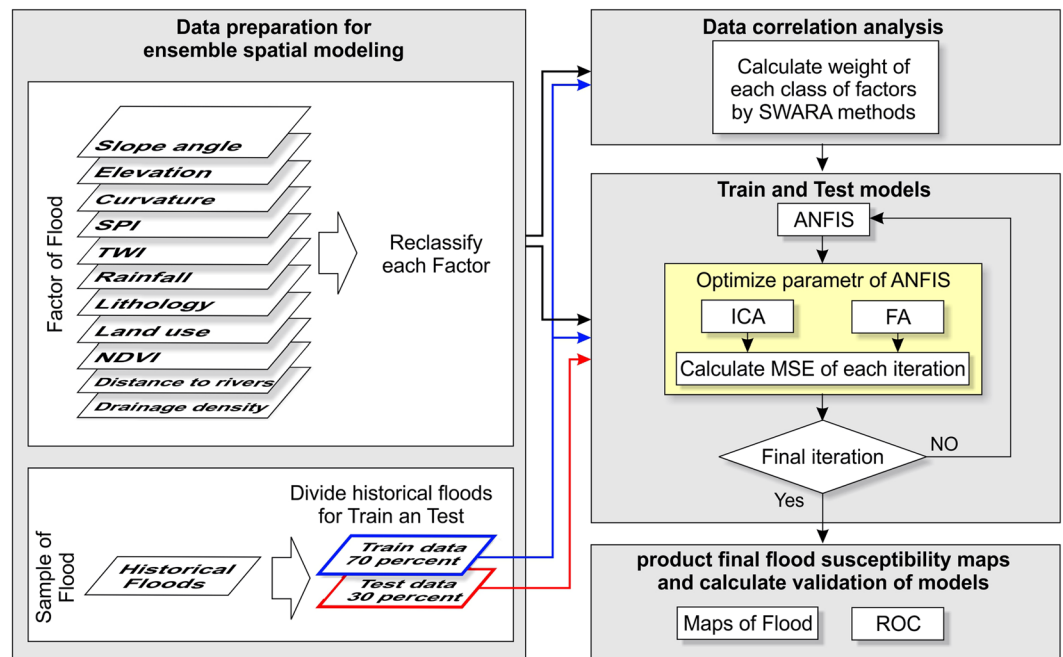 Data preparation for
ensemble spatial modeling
Factor of Flood
Slope angle
Elevation
Curvature
SPI
TWI
Rainfall
Lithology
Land use
NDVI
Distance to rivers
Drainage density
Reclassify
each Factor
Sample of
Flood
Historical
Floods
Divide historical floods
for Train an Test
Train data
70 percent
Test data
30 percent
Data correlation analysis
Calculate weight of
each class of factors
by SWARA methods
Train and Test models
ANFIS
Optimize parametr of ANFIS
ICA
FA
Calculate MSE of each iteration
Final iteration
NO
Yes
product final flood susceptibility maps
and calculate validation of models
Maps of Flood
ROC